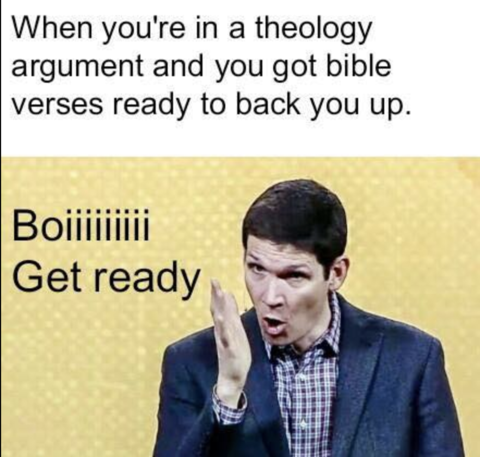 When you're in a theology
argument and you got bible
verses ready to back you up.
Boiiiiiiiii
Get ready